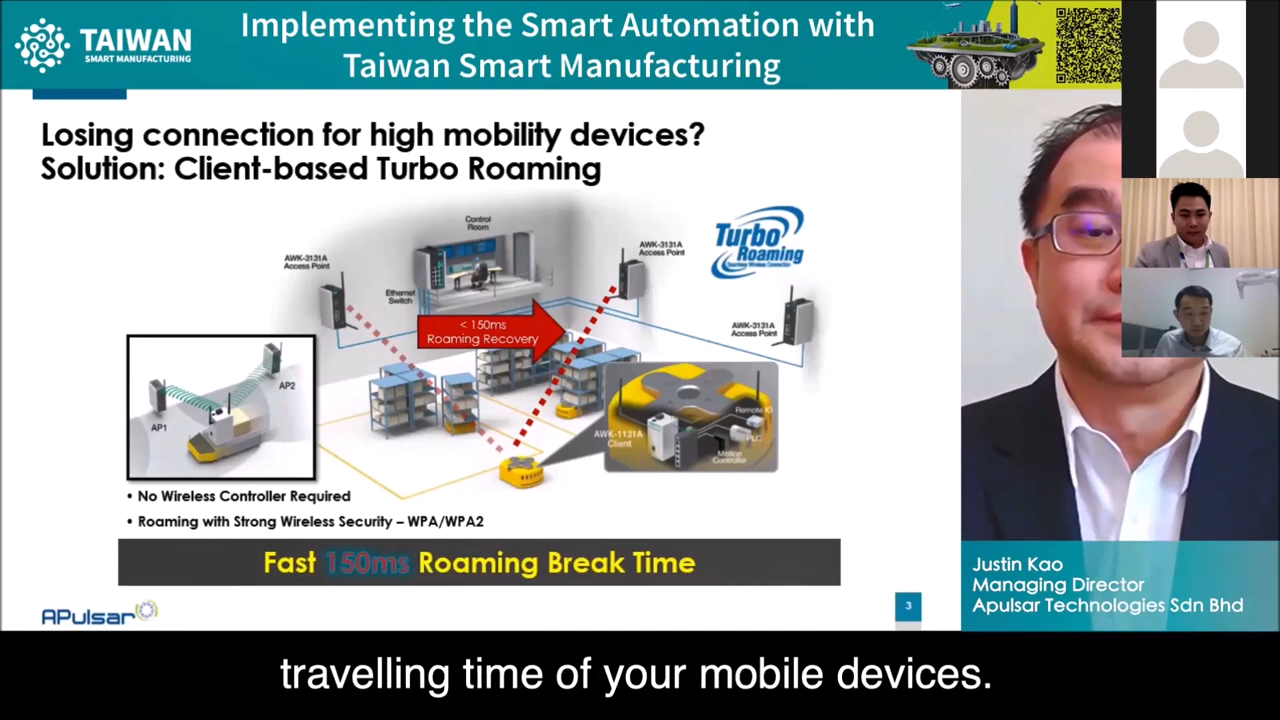 TAIWAN
SMART MANUFACTURING
Implementing the Smart Automation with
Taiwan Smart Manufacturing
Losing connection for high mobility devices?
Solution: Client-based Turbo Roaming
Control
Room
AWK-3131A
Access Point
Ethernet
Switch
AWK-3131A
Access Point
Turbo
Roaming
AWK-3131A
Access Point
< 150ms
Roaming Recovery
AP1
AP2
AWK-1131A
Client
Remote IO
PLC
Motion
Controller
• No Wireless Controller Required
• Roaming with Strong Wireless Security – WPA/WPA2
Fast 150ms Roaming Break Time
APulsar
3
Justin Kao
Managing Director
Apulsar Technologies Sdn Bhd
travelling time of your mobile devices.